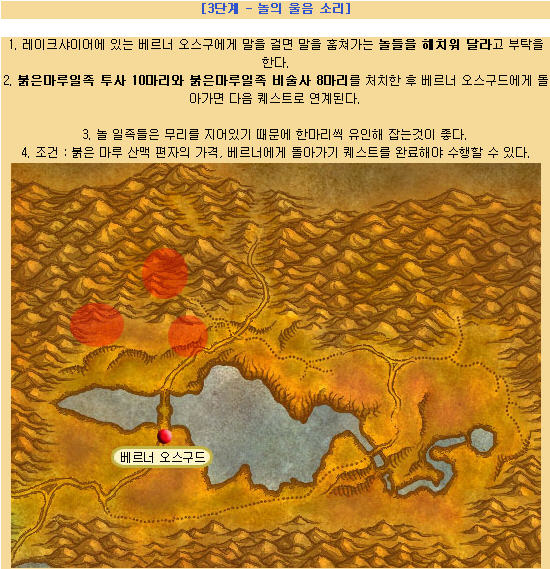 [3단계 - 놀의 울음 소리]
1. 레이크샤이어에 있는 베르너 오스구에게 말을 걸면 말을 훔쳐가는 놀들을 해치워 달라고 부탁을
한다.
2. 붉은마루일족 투사 10마리와 붉은마루일족 비술사 8마리를 처치한 후 베르너 오스구드에게 돌
아가면 다음 퀘스트로 연계된다.
3. 놀 일족들은 무리를 지어있기 때문에 한마리씩 유인해 잡는것이 좋다.
4. 조건 : 붉은 마루 산맥 편자의 가격, 베르너에게 돌아가기 퀘스트를 완료해야 수행할 수 있다.
베르너 오스구드